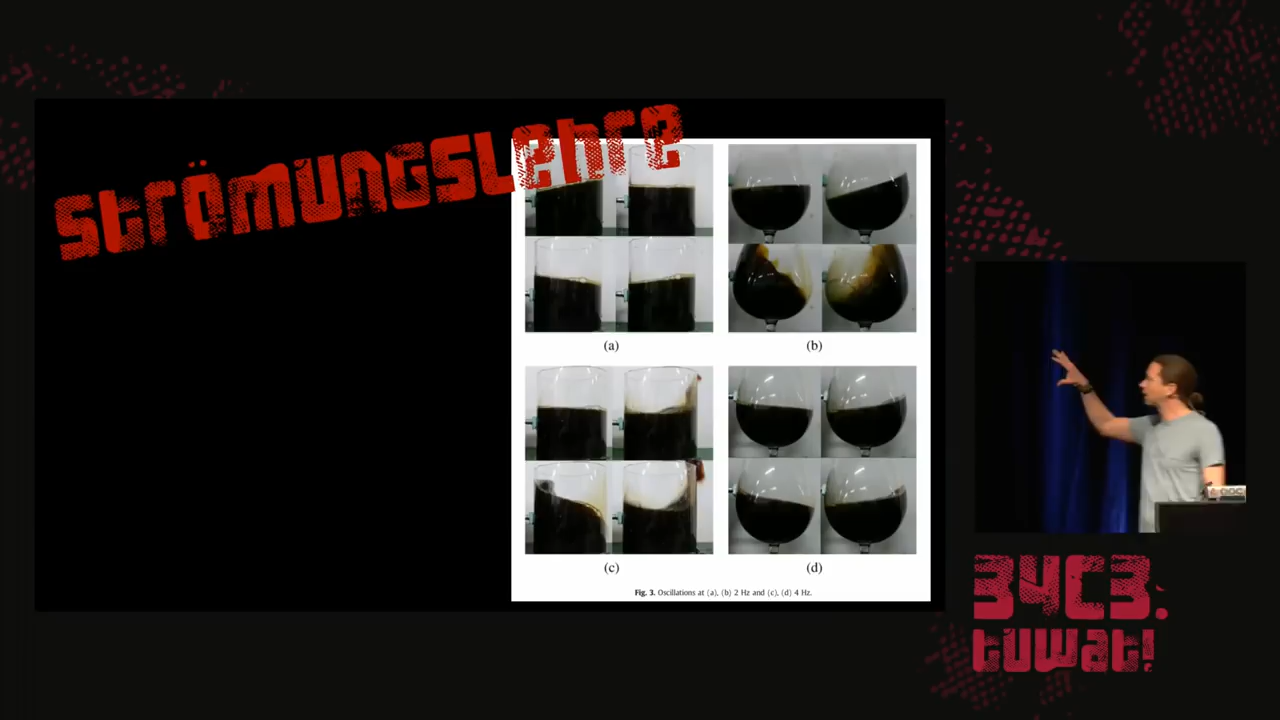 strömungslehre
(a)
(b)
(c)
(d)
Fig. 3. Oscillations at (a), (b) 2 Hz and (c), (d) 4 Hz.
34C3.
tuwat!